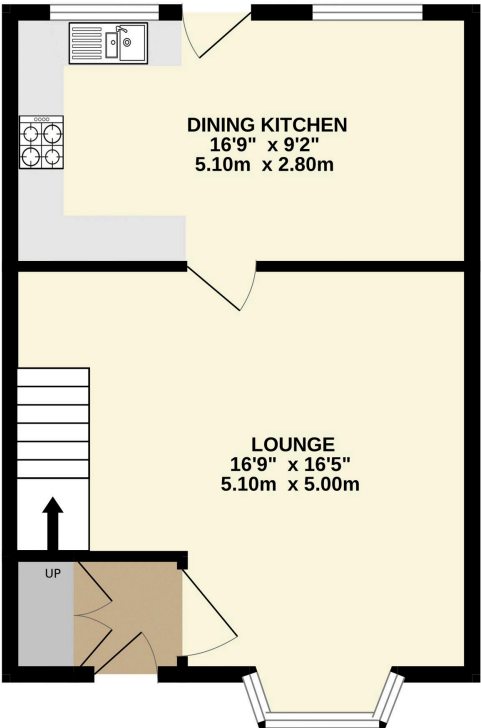 DINING KITCHEN
16'9" x 9'2"
5.10m x 2.80m
LOUNGE
16'9" x 16'5"
5.10m x 5.00m
UP